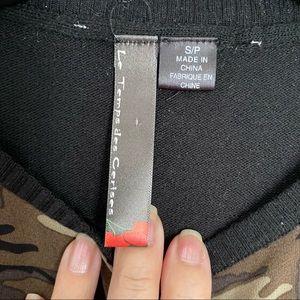 Le Temps des Cerises
S/P
MADE IN
CHINA
FABRIQUE EN
CHINE